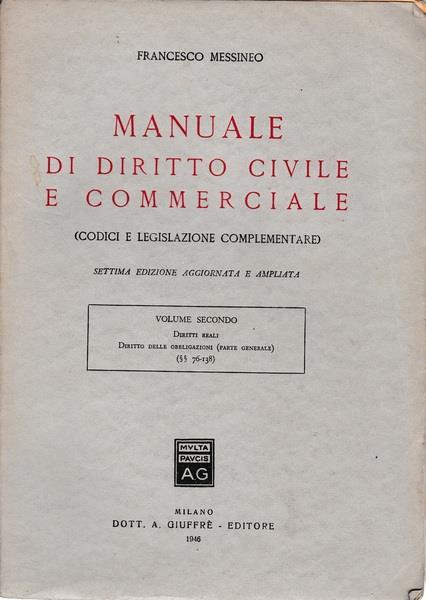 FRANCESCO MESSINEO
MANUALE
DI DIRITTO CIVILE
E COMMERCIALE
(CODICI E LEGISLAZIONE COMPLEMENTARE)
SETTIMA EDIZIONE AGGIORNATA E AMPLIATA
VOLUME SECONDO
DIRITTI REALI
DIRITTO DELLE OBBLIGAZIONI (PARTE GENERALE)
(§§ 76-138)
MVLTA
PAVCIS
A.G
MILANO
DOTT. A. GIUFFRÈ - EDITORE
1946